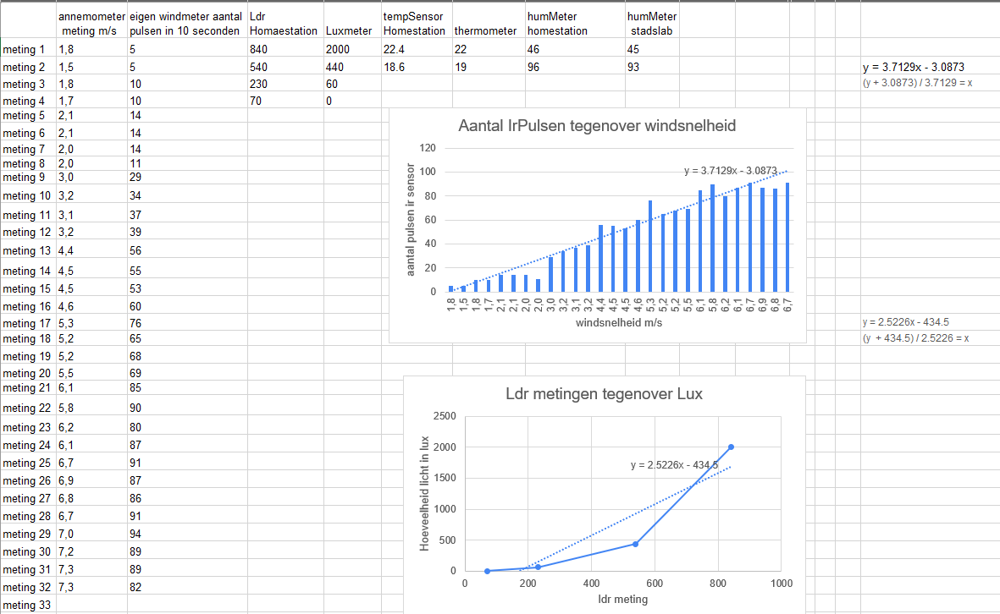 annemometer eigen windmeter aantal Ldr tempSensor humMeter humMeter
meting m/s pulsen in 10 seconden Homaestation Luxmeter Homestation thermometer homestation stadslab
meting 1 1,8 5 840 2000 22.4 22 46 45
meting 2 1,5 5 540 440 18.6 19 96 93 y = 3.7129x - 3.0873
meting 3 1,8 10 230 60 (y + 3.0873) / 3.7129 = x
meting 4 1,7 10 70 0
meting 5 2,1 14
meting 6 2,1 14
meting 7 2,0 14
meting 8 2,0 11
meting 9 3,0 29
meting 10 3,2 34
meting 11 3,1 37
meting 12 3,2 39
meting 13 4,4 56
meting 14 4,5 55
meting 15 4,5 53
meting 16 4,6 60
meting 17 5,3 76 y = 2.5226x - 434.5
meting 18 5,2 65 (y + 434.5) / 2.5226 = x
meting 19 5,2 68
meting 20 5,5 69
meting 21 6,1 85
meting 22 5,8 90
meting 23 6,2 80
meting 24 6,1 87
meting 25 6,7 91
meting 26 6,9 87
meting 27 6,8 86
meting 28 6,7 91
meting 29 7,0 94
meting 30 7,2 89
meting 31 7,3 89
meting 32 7,3 82
meting 33
Aantal IrPulsen tegenover windsnelheid
aantal pulsen ir sensor
120
100
80
60
40
20
0
y = 3.7129x - 3.0873
1,8 1,5 1,8 1,7 2,1 2,1 2,0 2,0 3,0 3,2 3,1 3,2 4,4 4,5 4,5 4,6 5,3 5,2 5,2 5,5 6,1 5,8 6,2 6,1 6,7 6,9 6,8 6,7
windsnelheid m/s
Ldr metingen tegenover Lux
Hoeveelheid licht in lux
2500
2000
1500
1000
500
0
y = 2.5226x - 434.5
0 200 400 600 800 1000
ldr meting